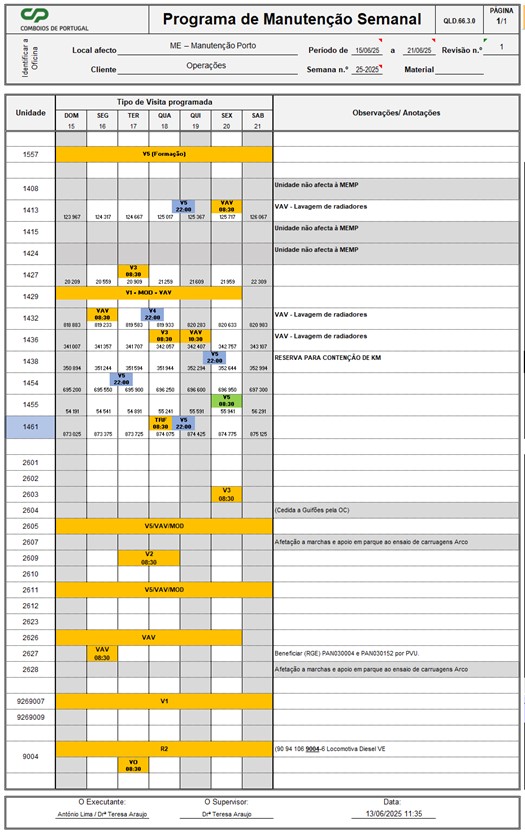 COMBOIOS DE PORTUGAL
Programa de Manutenção Semanal
QLD.66.3.0
PÁGINA
1/1
Identificar a Oficina
Local afecto
ME – Manutenção Porto
Período de
15/06/25
a
21/06/25
Revisão n.º
1
Cliente
Operações
Semana n.º
25-2025
Material
Unidade
Tipo de Visita programada
Observações/ Anotações
DOM SEG TER QUA QUI SEX SAB
15 16 17 18 19 20 21
1557
V5 (Formação)
1408
Unidade não afecta à MEMP
1413
V5 22:00
VAV 08:30
VAV - Lavagem de radiadores
123 967 124 317 124 667 125 017 125 367 125 717 126 067
1415
Unidade não afecta à MEMP
1424
Unidade não afecta à MEMP
1427
V3 08:30
20 209 20 559 20 909 21 259 21 609 21 959 22 309
1429
V1 - MOD - VAV
1432
VAV 08:30
V4 22:00
VAV - Lavagem de radiadores
818 883 819 233 819 583 819 933 820 283 820 633 820 983
1436
V3 08:30
VAV 10:30
VAV - Lavagem de radiadores
341 007 341 357 341 707 342 057 342 407 342 757 343 107
1438
V5 22:00
RESERVA PARA CONTENÇÃO DE KM
350 894 351 244 351 594 351 944 352 294 352 644 352 994
1454
V5 22:00
695 200 695 550 695 900 696 250 696 600 696 950 697 300
1455
V5 08:30
54 191 54 541 54 891 55 241 55 591 55 941 56 291
1461
TRF 08:30
V5 22:00
873 025 873 375 873 725 874 075 874 425 874 775 875 125
2601
2602
2603
V3 08:30
2604
(Cedida a Guifões pela OC)
2605
V5/VAV/MOD
2607
Afetação a marchas e apoio em parque ao ensaio de carruagens Arco
2609
V2 08:30
2610
2611
V5/VAV/MOD
2612
2623
2626
VAV
2627
VAV 08:30
Beneficiar (RGE) PAN030004 e PAN030152 por PVU.
2628
Afetação a marchas e apoio em parque ao ensaio de carruagens Arco
9269007
V1
9269009
9004
R2
(90 94 106 9004-6 Locomotiva Diesel VE
VO 08:30
O Executante:
O Supervisor:
Data:
António Lima / Drª Teresa Araujo
Drª Teresa Araujo
13/06/2025 11:35